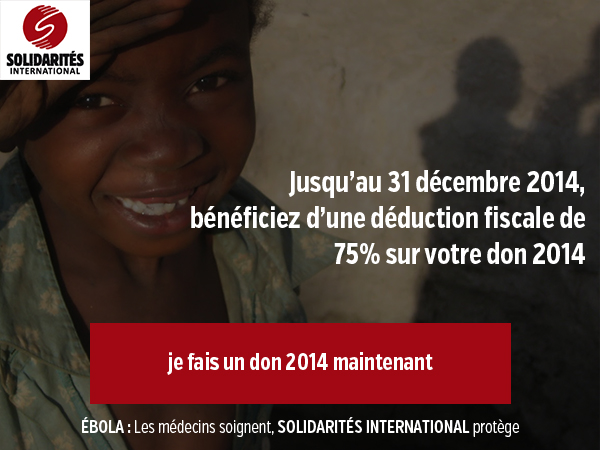 SOLIDARITÉS
INTERNATIONAL
Jusqu’au 31 décembre 2014,
bénéficiez d’une déduction fiscale de
75% sur votre don 2014
je fais un don 2014 maintenant
ÉBOLA : Les médecins soignent, SOLIDARITÉS INTERNATIONAL protège